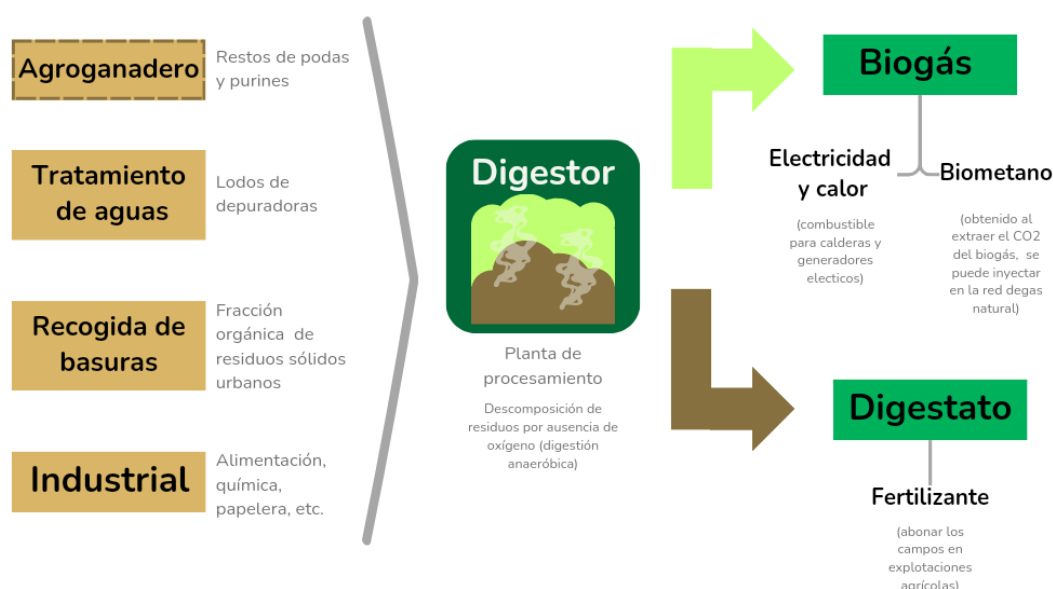 Agroganadero
Restos de podas
y purines
Tratamiento
de aguas
Lodos de
depuradoras
Recogida de
basuras
Fracción
orgánica de
residuos sólidos
urbanos
Industrial
Alimentación,
química,
papelera, etc.
Digestor
Planta de
procesamiento
Descomposición de
residuos por ausencia de
oxígeno (digestión
anaeróbica)
Biogás
Electricidad
y calor
(combustible
para calderas y
generadores
electicos)
Biometano
(obtenido al
extraer el CO2
del biogás, se
puede inyectar
en la red degas
natural)
Digestato
Fertilizante
(abonar los
campos en
explotaciones
agrícolas)